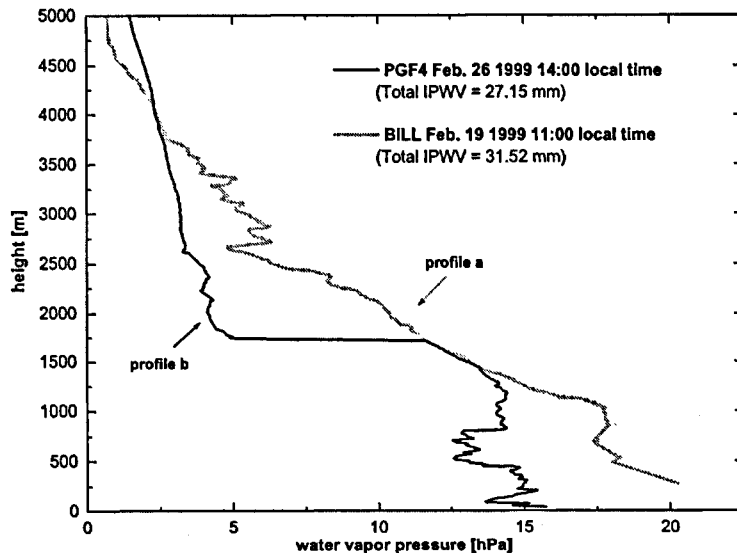 5000
4500
4000
3500
3000
2500
2000
1500
1000
500
0
height [m]
PGF4 Feb. 26 1999 14:00 local time
(Total IPWV = 27.15 mm)
BILL Feb. 19 1999 11:00 local time
(Total IPWV = 31.52 mm)
profile a
profile b
0 5 10 15 20
water vapor pressure [hPa]